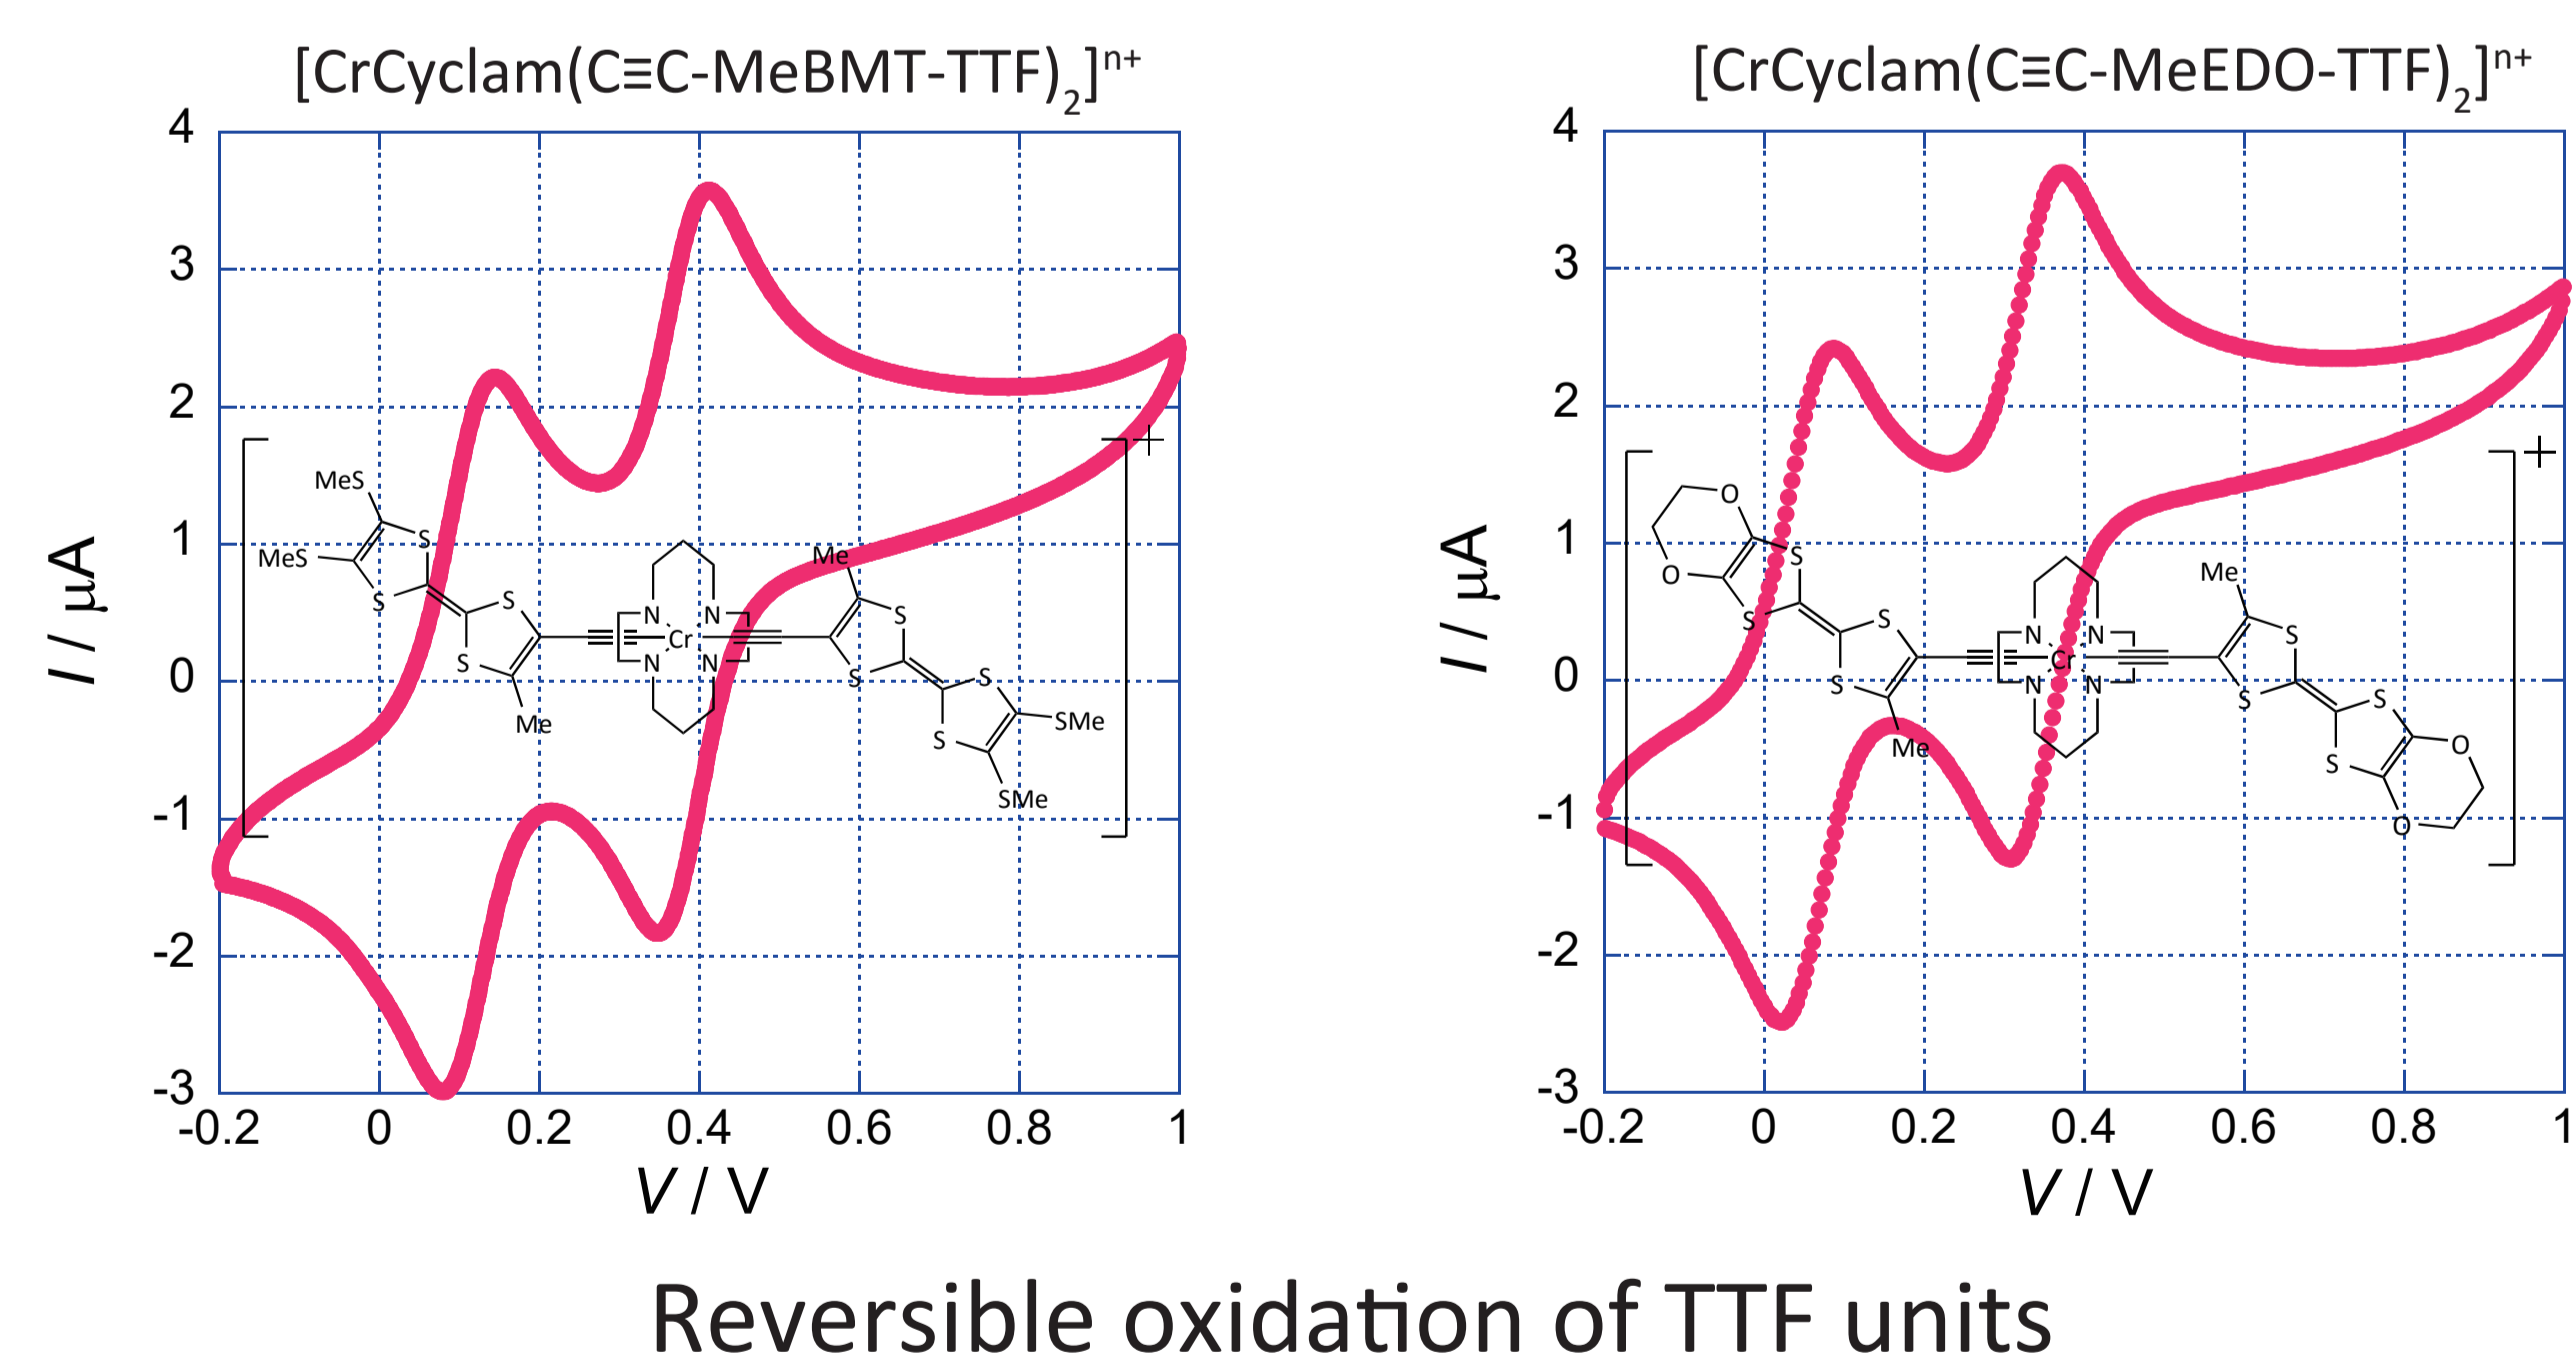 [CrCyclam(C≡C-MeBMT-TTF)₂]ⁿ⁺
4
3
2
1
0
-1
-2
-3
I / μA
-0.2 0 0.2 0.4 0.6 0.8 1
V / V
MeS
MeS
S
S
S
S
Me
N N
Cr
N N
Me
S
S
S
S
SMe
SMe
+
[CrCyclam(C≡C-MeEDO-TTF)₂]ⁿ⁺
4
3
2
1
0
-1
-2
-3
I / μA
-0.2 0 0.2 0.4 0.6 0.8 1
V / V
O
O
S
S
S
S
Me
N N
Cr
N N
Me
S
S
S
S
O
O
+
Reversible oxidation of TTF units